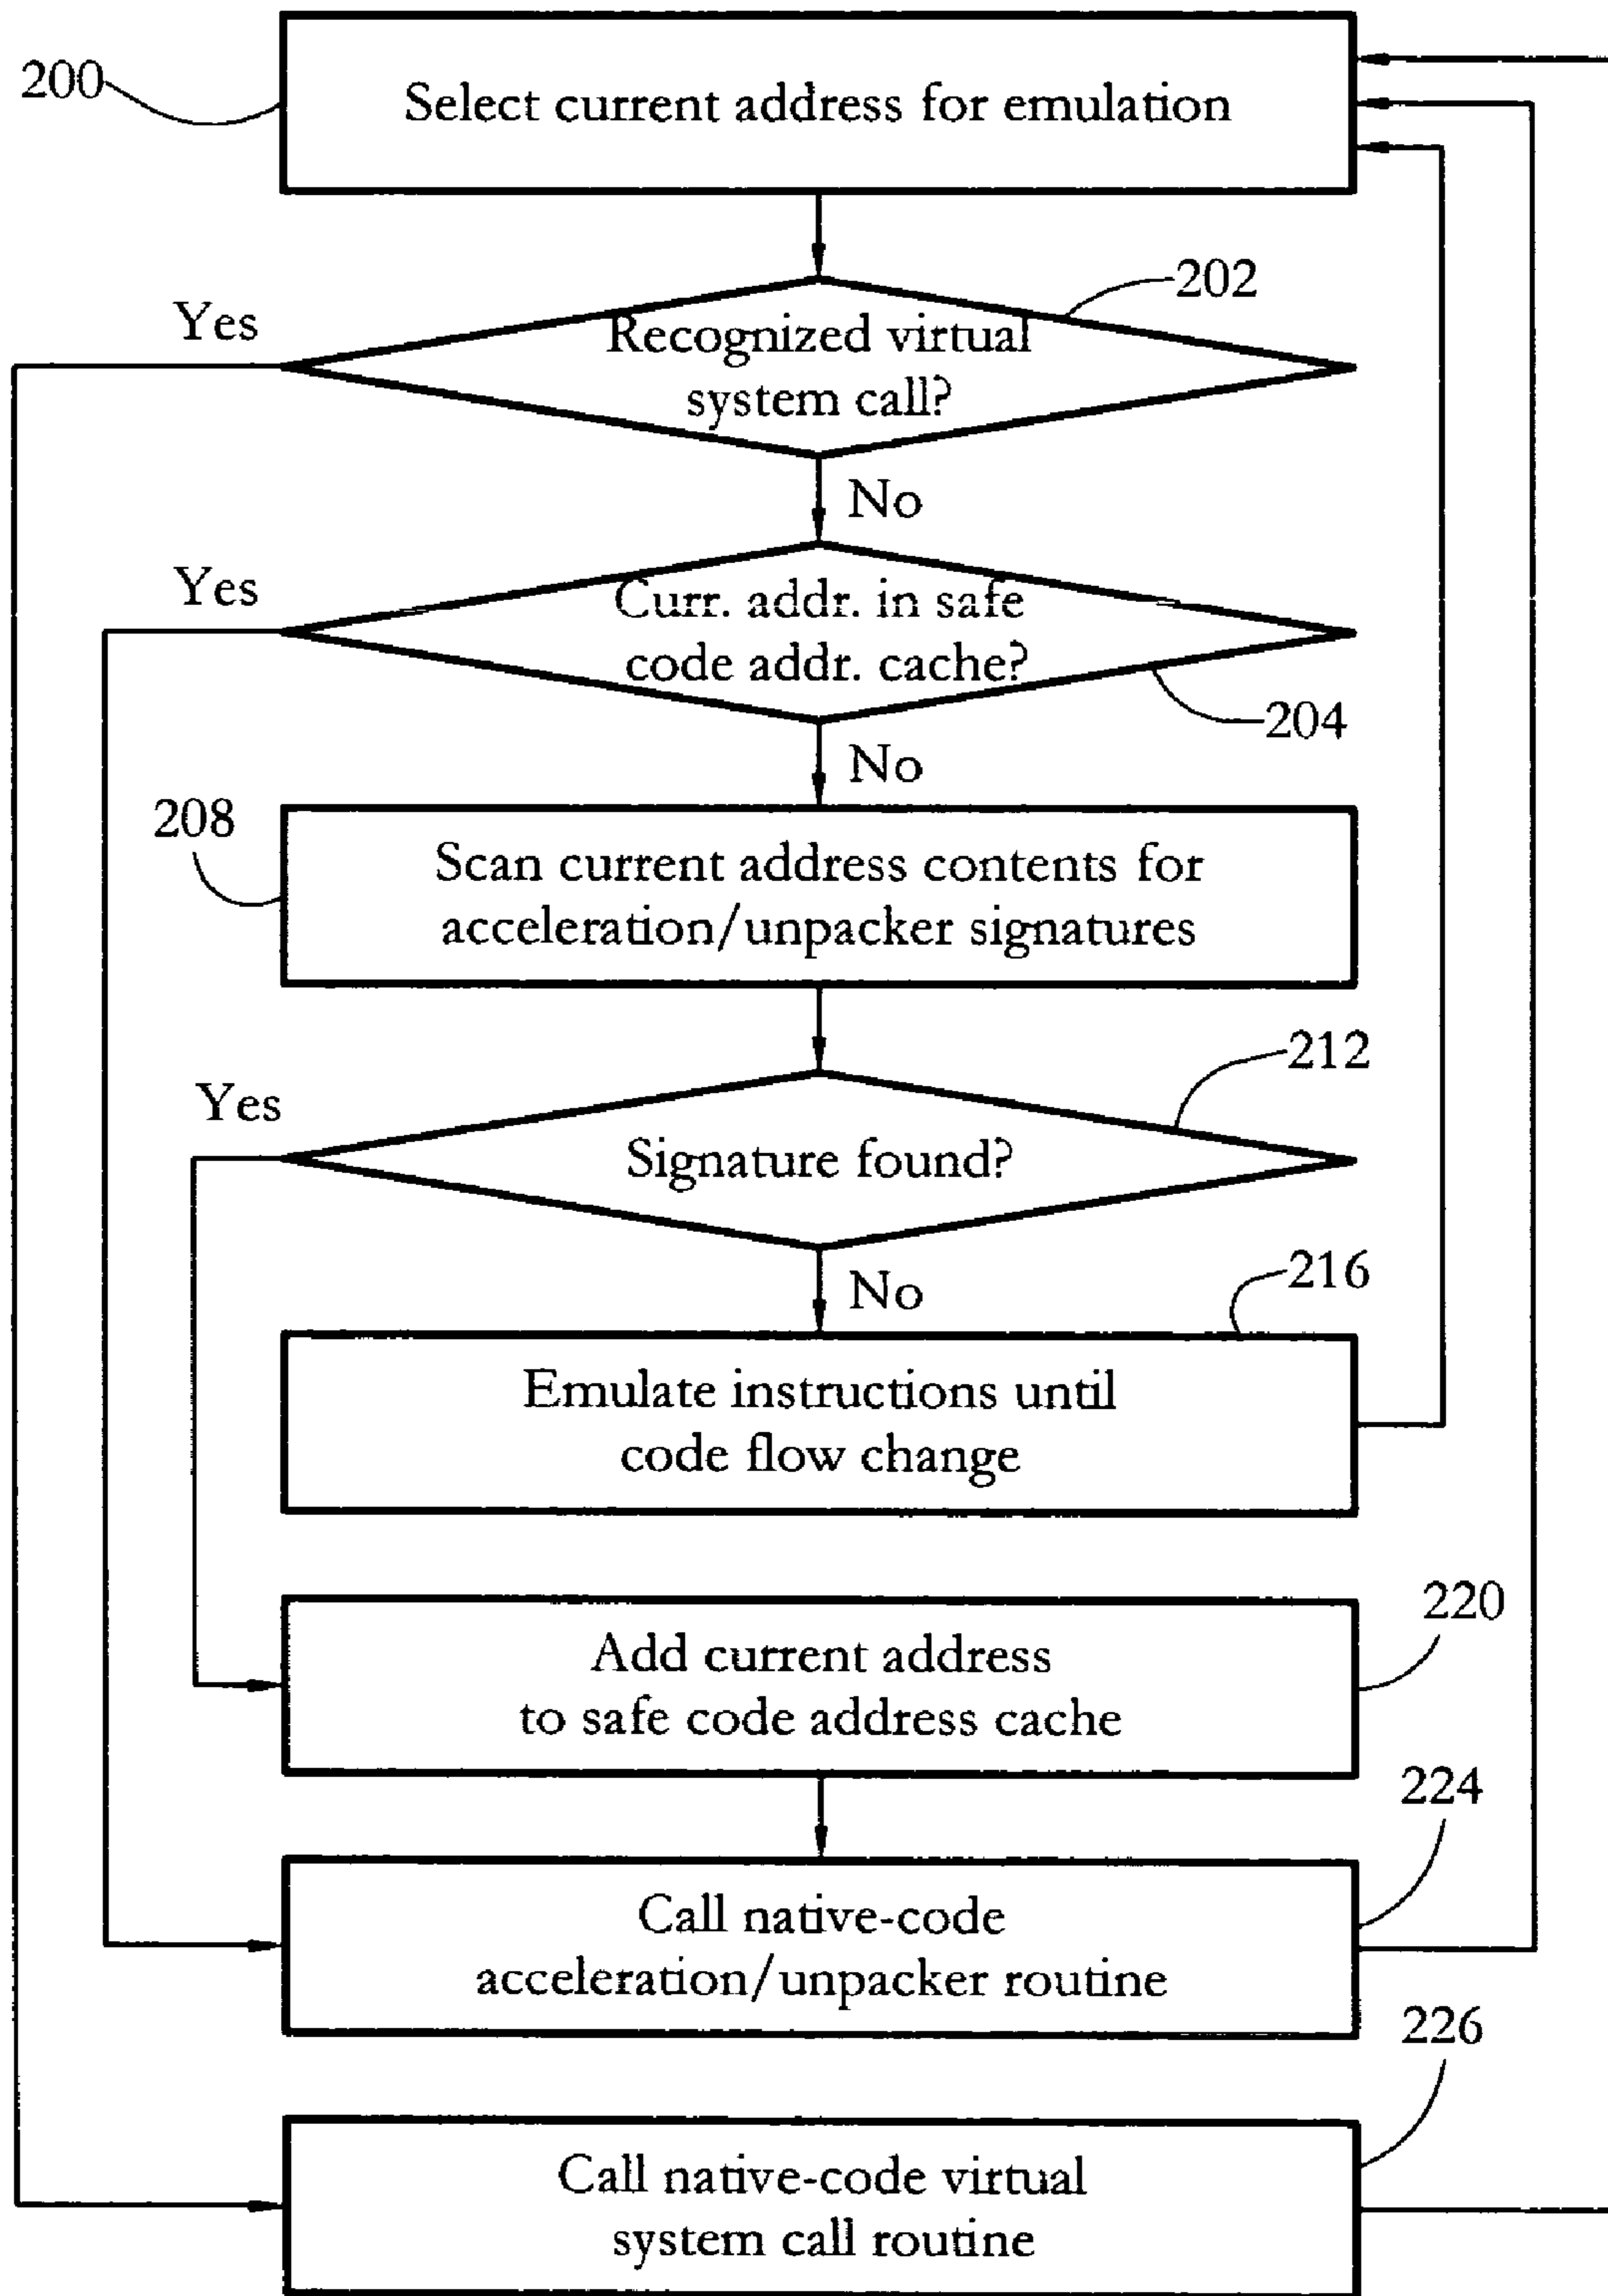 200
Select current address for emulation
202
Yes
Recognized virtual
system call?
No
Yes
Curr. addr. in safe
code addr. cache?
204
No
208
Scan current address contents for
acceleration/unpacker signatures
212
Yes
Signature found?
No
216
Emulate instructions until
code flow change
220
Add current address
to safe code address cache
224
Call native-code
acceleration/unpacker routine
226
Call native-code virtual
system call routine